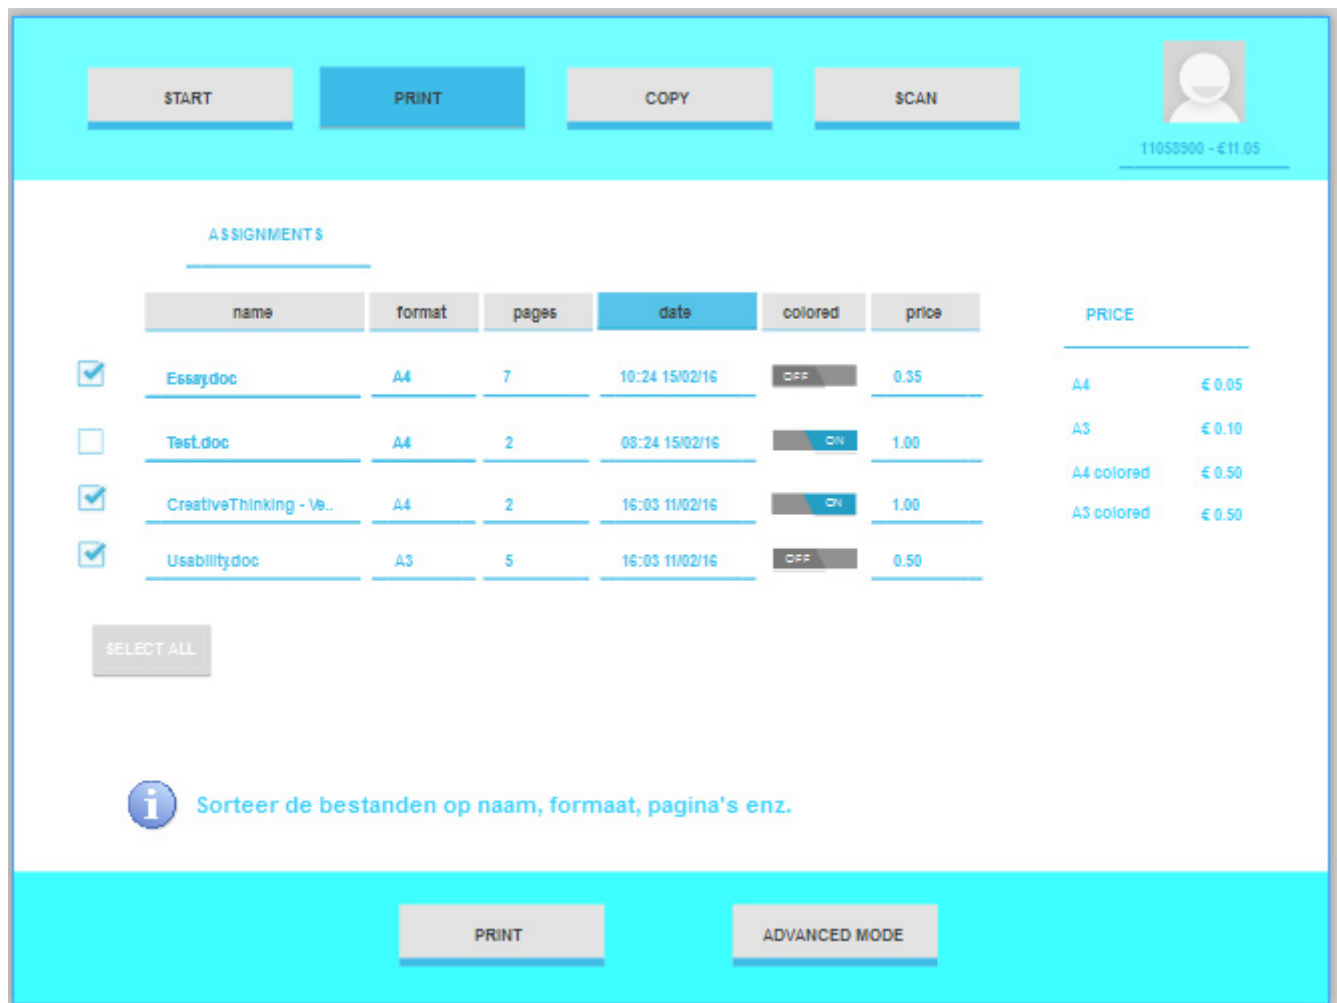 START PRINT COPY SCAN
11058900 - €11.05
ASSIGNMENTS
name format pages date colored price PRICE
Essay.doc A4 7 10:24 15/02/16 OFF 0.35
A4 € 0.05
Test.doc A4 2 08:24 15/02/16 ON 1.00
A3 € 0.10
A4 colored € 0.50
CreativeThinking - Ve.. A4 2 16:03 11/02/16 ON 1.00
A3 colored € 0.50
Usability.doc A3 5 16:03 11/02/16 OFF 0.50
SELECT ALL
i Sorteer de bestanden op naam, formaat, pagina's enz.
PRINT ADVANCED MODE